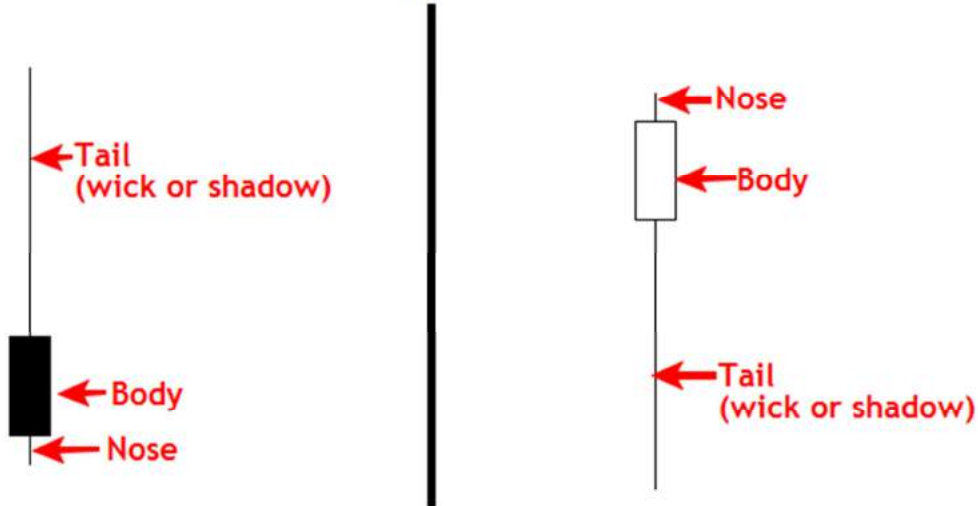 Tail
(wick or shadow)
Body
Nose
Nose
Body
Tail
(wick or shadow)